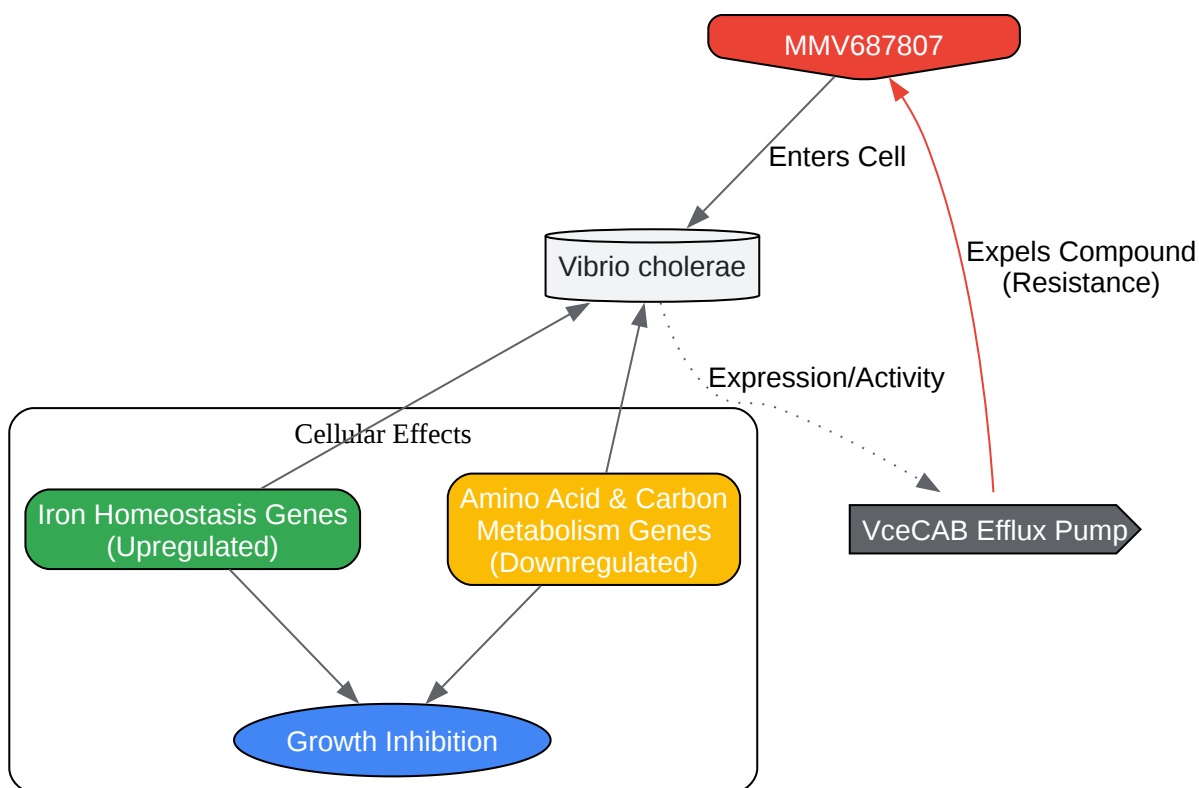 MMV687807
Enters Cell
Vibrio cholerae
Expels Compound
(Resistance)
Expression/Activity
Cellular Effects
Iron Homeostasis Genes
(Upregulated)
Amino Acid & Carbon
Metabolism Genes
(Downregulated)
VceCAB Efflux Pump
Growth Inhibition